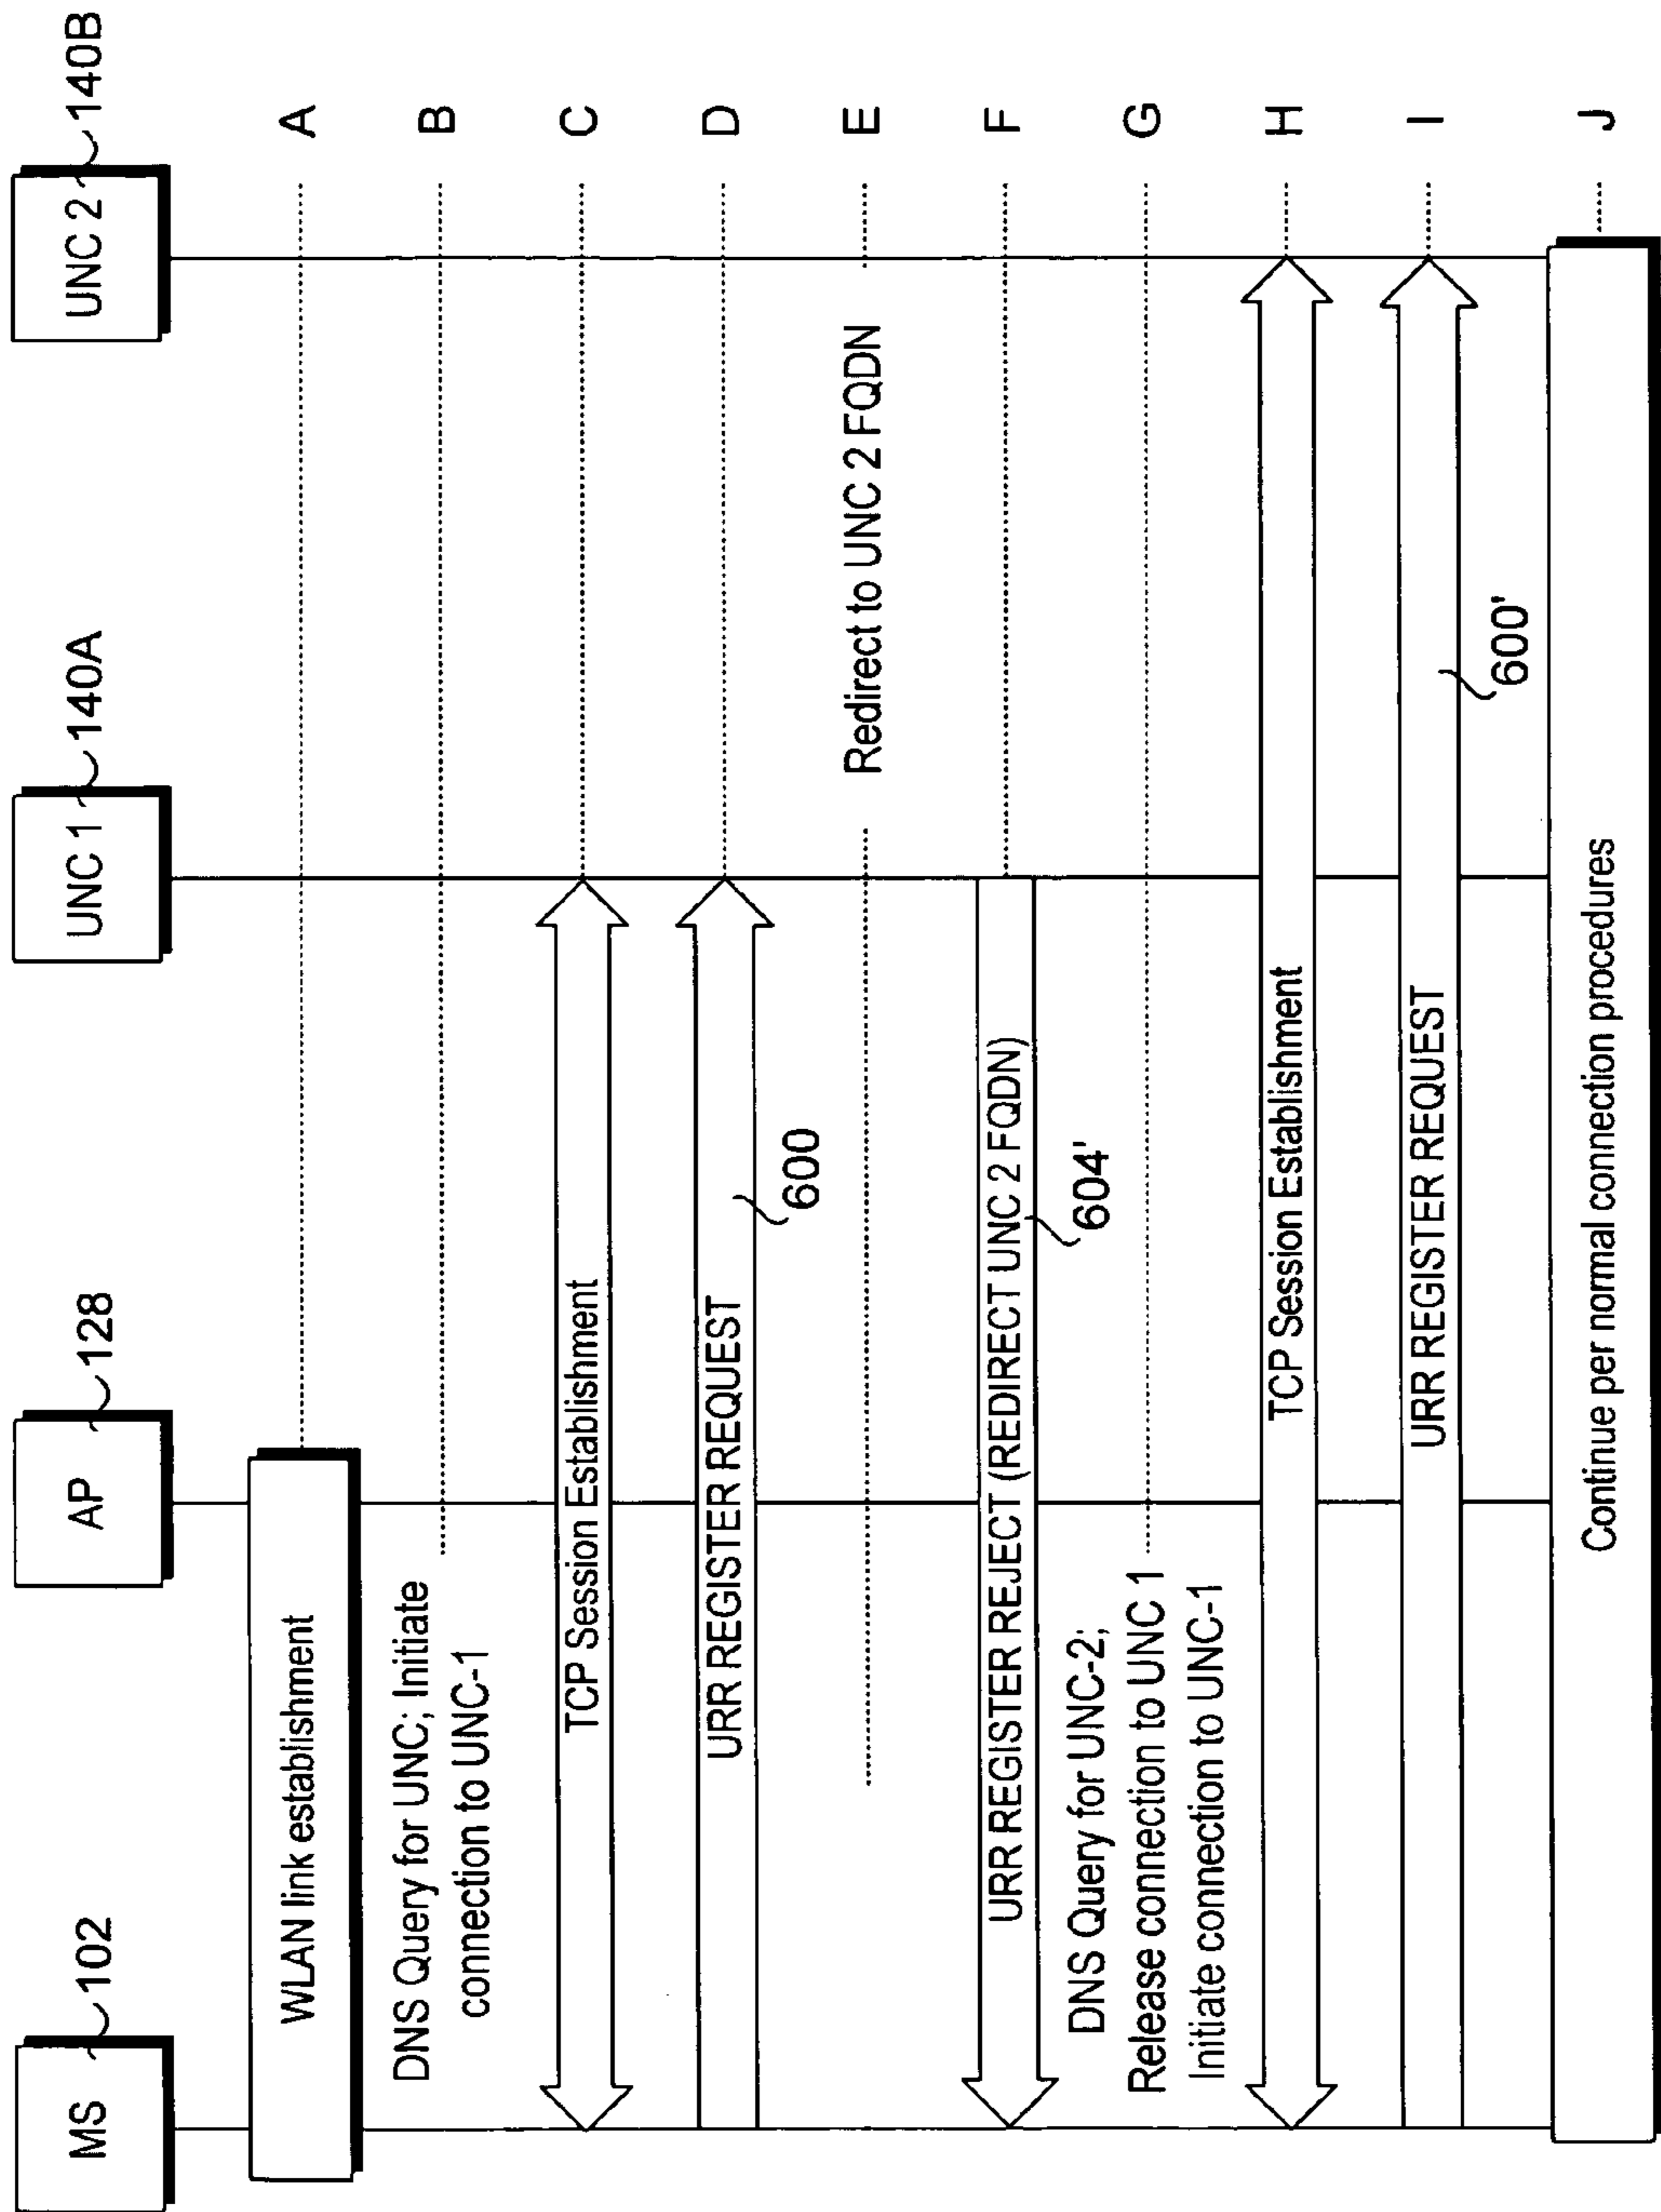 MS 102
AP 128
UNC 1 140A
UNC 2 140B
WLAN link establishment
A
DNS Query for UNC; Initiate
connection to UNC-1
B
TCP Session Establishment
C
URR REGISTER REQUEST
D
600
Redirect to UNC 2 FQDN
E
URR REGISTER REJECT (REDIRECT UNC 2 FQDN)
F
604'
DNS Query for UNC-2;
Release connection to UNC 1
Initiate connection to UNC-1
G
TCP Session Establishment
H
URR REGISTER REQUEST
I
600'
Continue per normal connection procedures
J